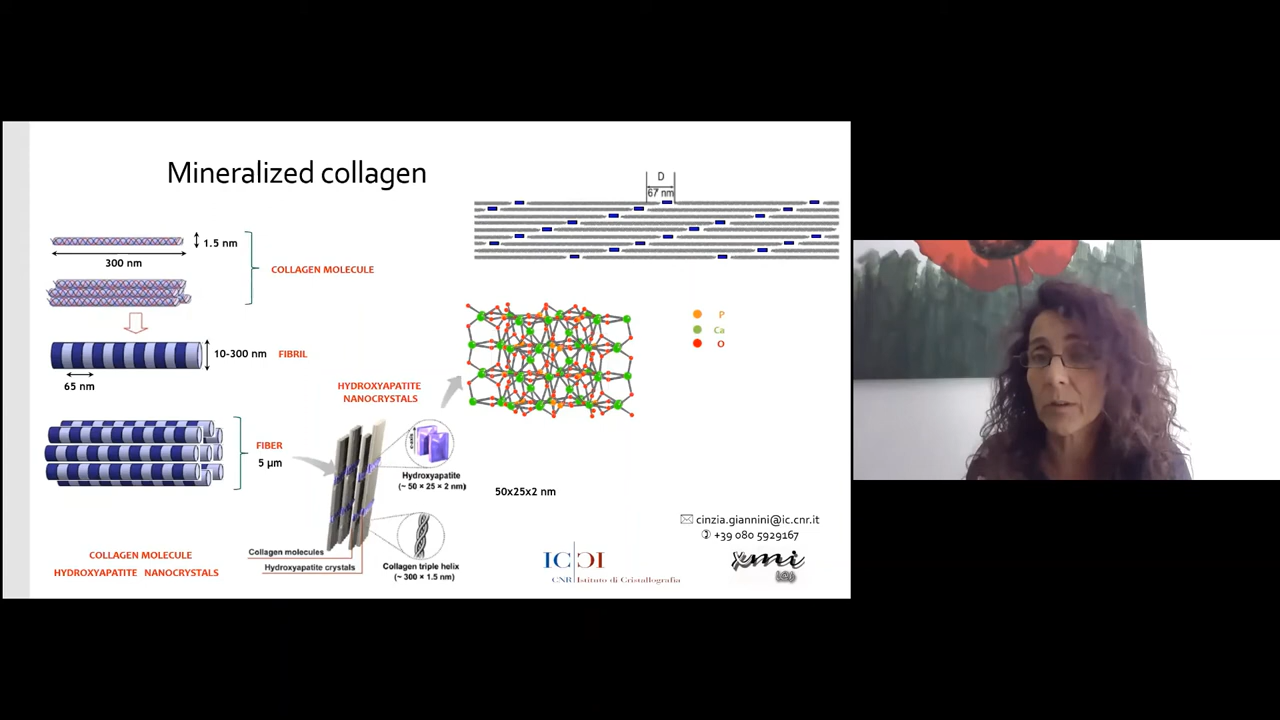 Mineralized collagen
D
67 nm
1.5 nm
300 nm
COLLAGEN MOLECULE
10-300 nm
FIBRIL
65 nm
P
Ca
O
HYDROXYAPATITE
NANOCRYSTALS
FIBER
5 µm
c-axis
Hydroxyapatite
(~ 50 × 25 × 2 nm)
50x25x2 nm
Collagen molecules
Hydroxyapatite crystals
Collagen triple helix
(~ 300 × 1.5 nm)
COLLAGEN MOLECULE
HYDROXYAPATITE NANOCRYSTALS
cinzia.giannini@ic.cnr.it
+39 080 5929167
IC CI
CNR Istituto di Cristallografia
xmi
L@b